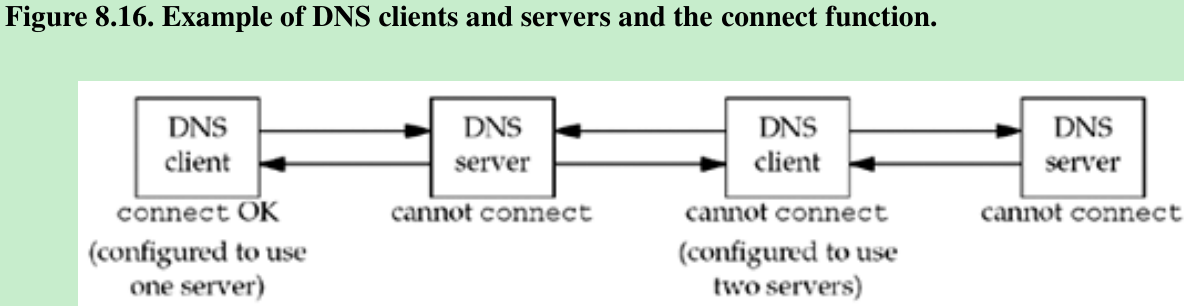 Figure 8.16. Example of DNS clients and servers and the connect function.
DNS
client
DNS
server
DNS
client
DNS
server
connect OK
(configured to use
one server)
cannot connect
cannot connect
(configured to use
two servers)
cannot connect